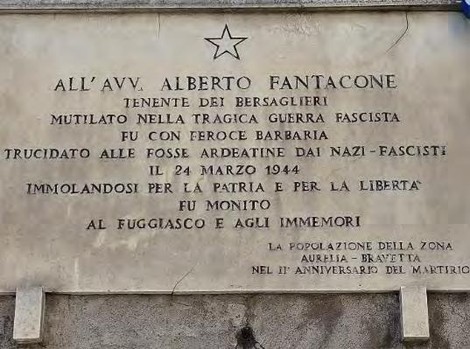 ALL'AVV. ALBERTO FANTACONE
TENENTE DEI BERSAGLIERI
MUTILATO NELLA TRAGICA GUERRA FASCISTA
FU CON FEROCE BARBARIA
TRUCIDATO ALLE FOSSE ARDEATINE DAI NAZI-FASCISTI
IL 24 MARZO 1944
IMMOLANDOSI PER LA PATRIA E PER LA LIBERTA'
FU MONITO
AL FUGGIASCO E AGLI IMMEMORI
LA POPOLAZIONE DELLA ZONA
AURELIA - BRAVETTA
NEL II° ANNIVERSARIO DEL MARTIRIO